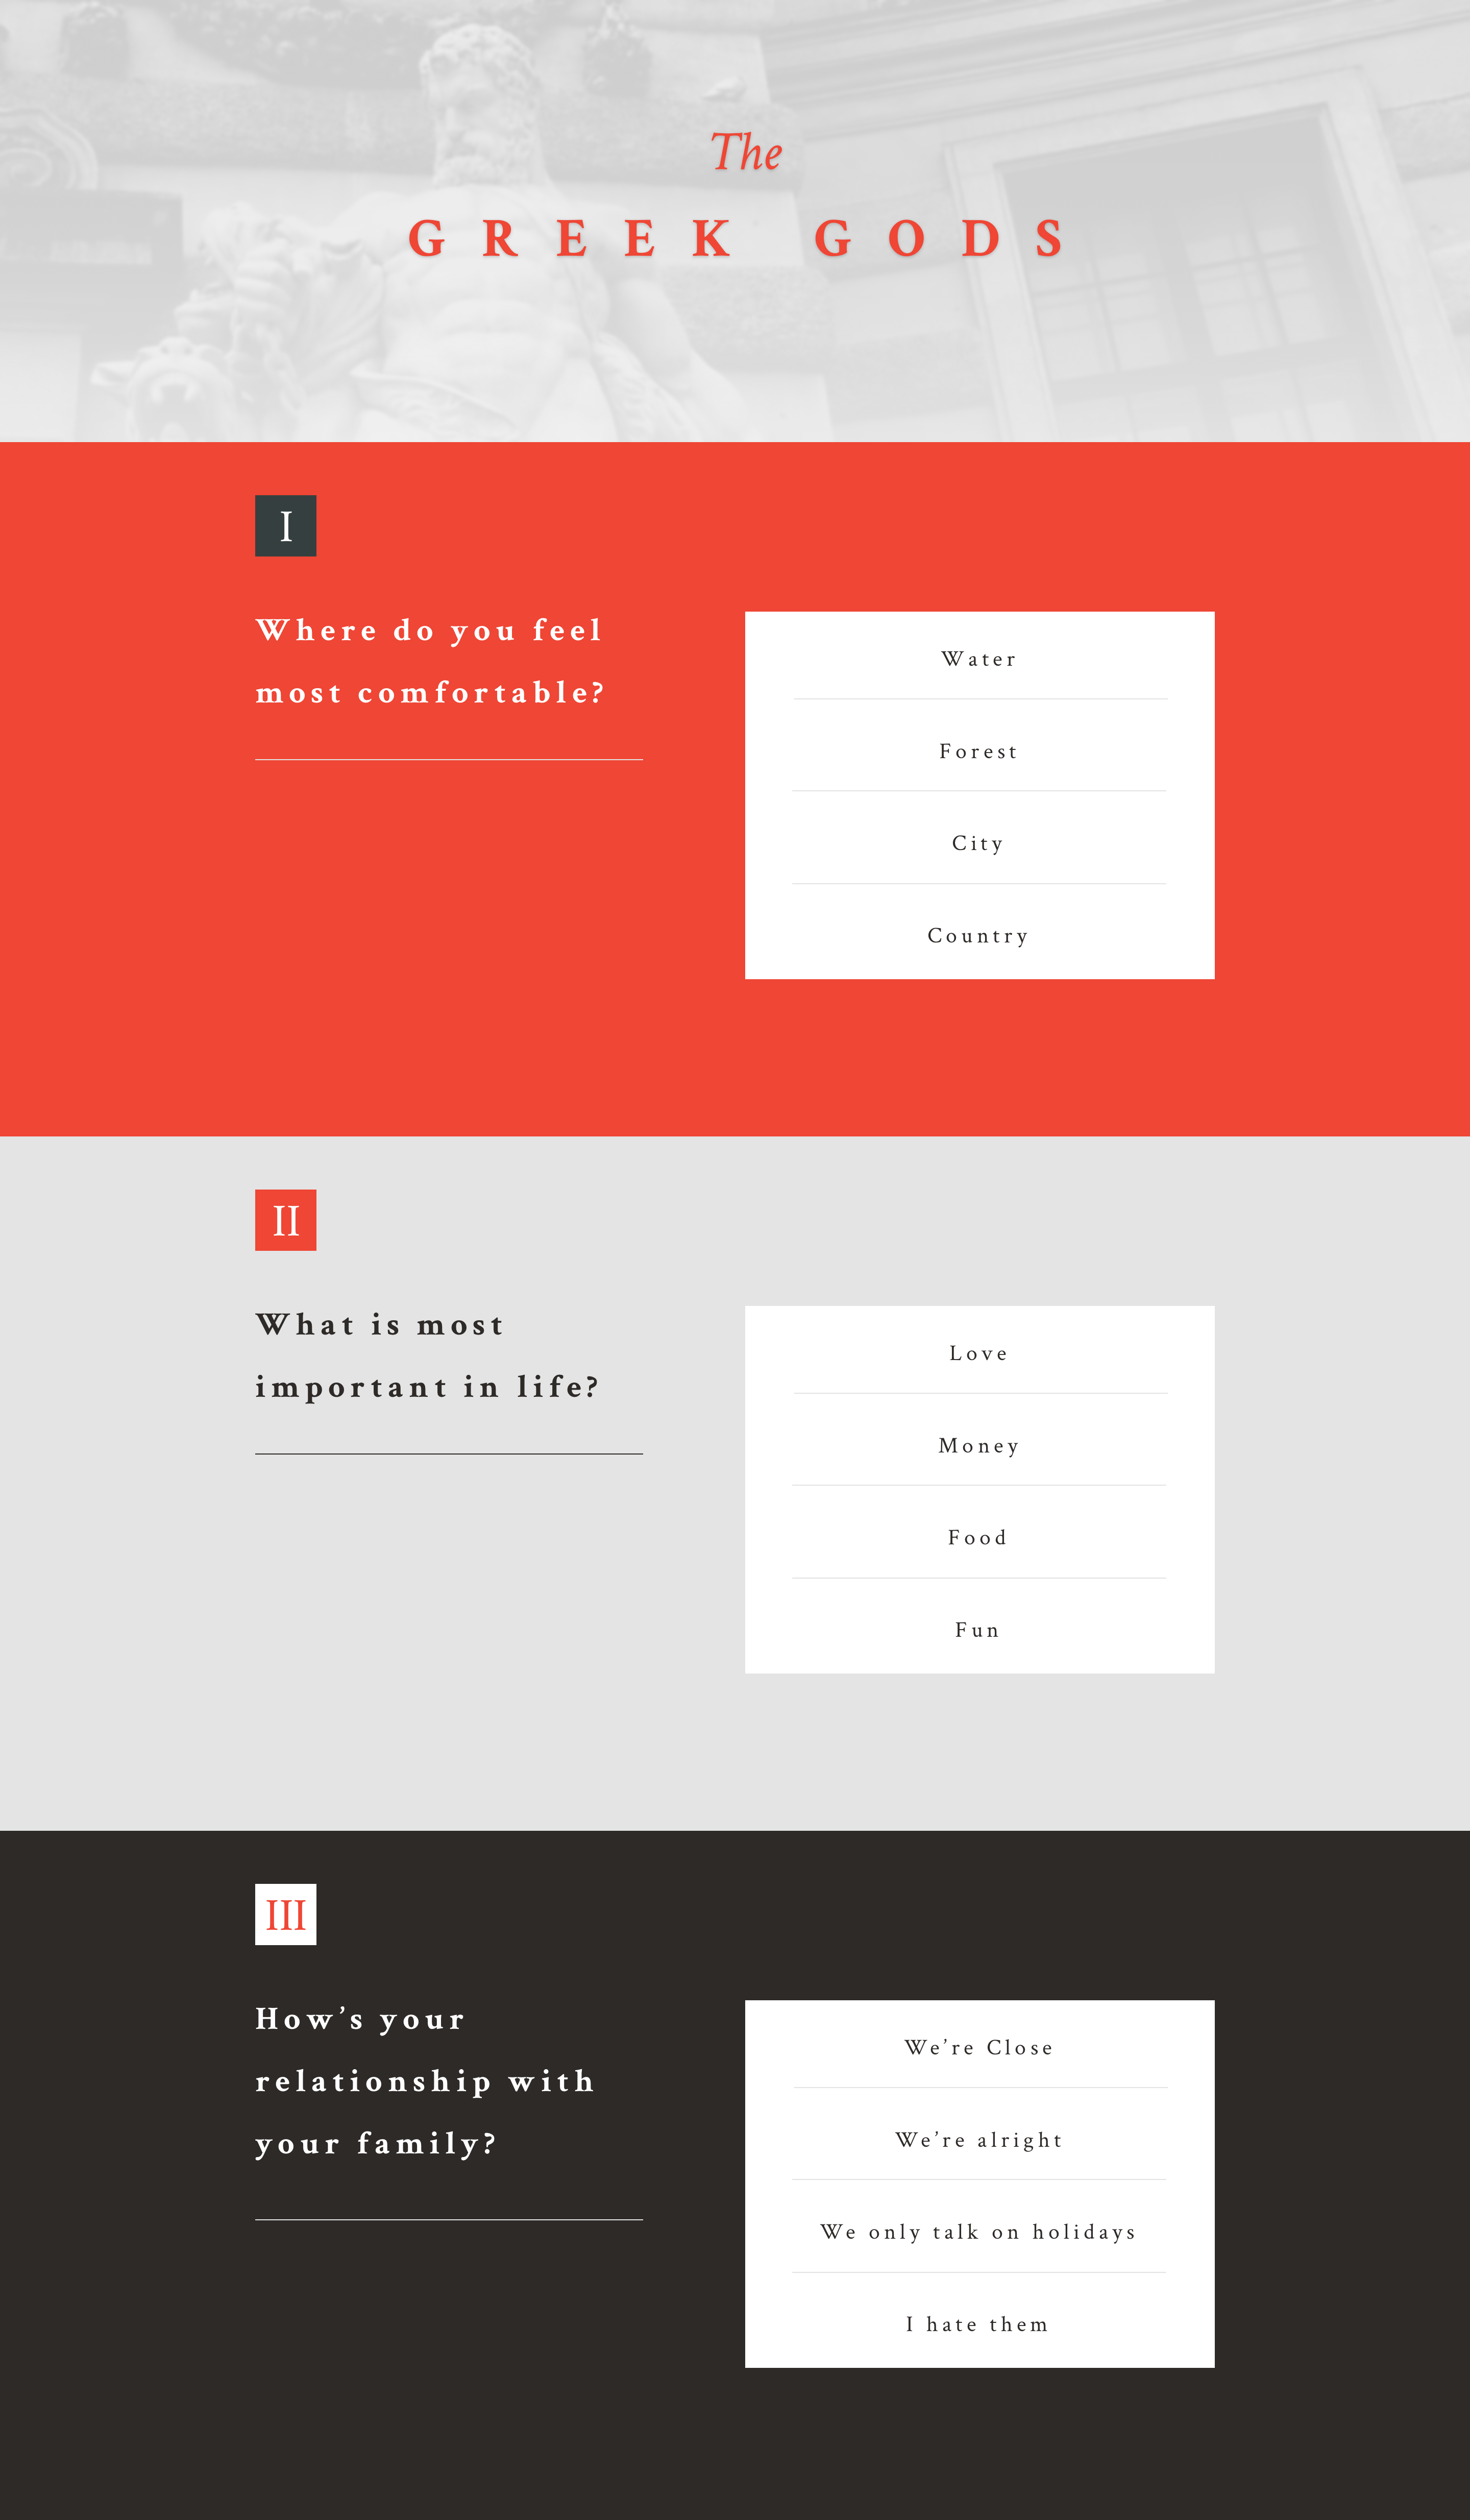 The
GREEK GODS
I
Where do you feel
most comfortable?
Water
Forest
City
Country
II
What is most
important in life?
Love
Money
Food
Fun
III
How’s your
relationship with
your family?
We’re Close
We’re alright
We only talk on holidays
I hate them